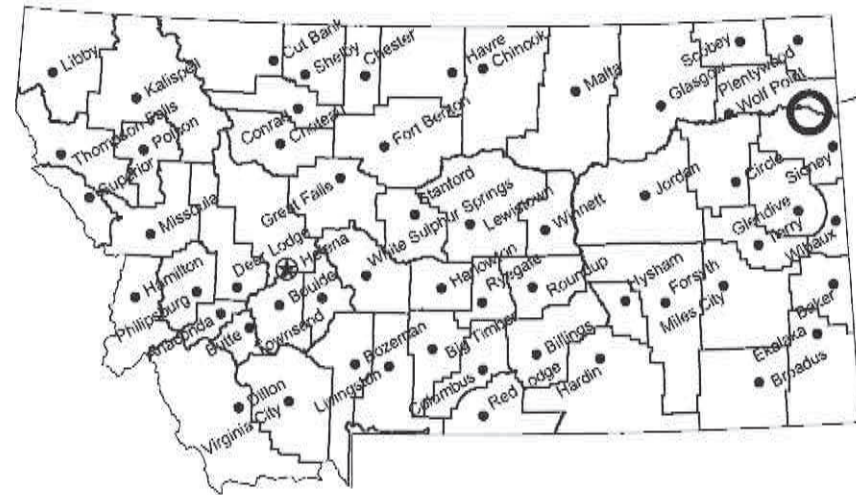 Libby
Kalispell
Cut Bank
Shelby
Chester
Havre
Chinook
Malta
Scobey
Plentywood
Glasgow
Wolf Point
Thompson Falls
Polson
Conrad
Choteau
Fort Benton
Superior
Missoula
Great Falls
Stanford
Lewistown
Winnett
Jordan
Circle
Sidney
Glendive
Terry
Wibaux
Deer Lodge
Helena
White Sulphur Springs
Harlowton
Ryegate
Roundup
Hysham
Forsyth
Miles City
Baker
Ekalaka
Broadus
Hamilton
Philipsburg
Anaconda
Butte
Boulder
Townsend
Bozeman
Livingston
Big Timber
Columbus
Red Lodge
Billings
Hardin
Dillon
Virginia City